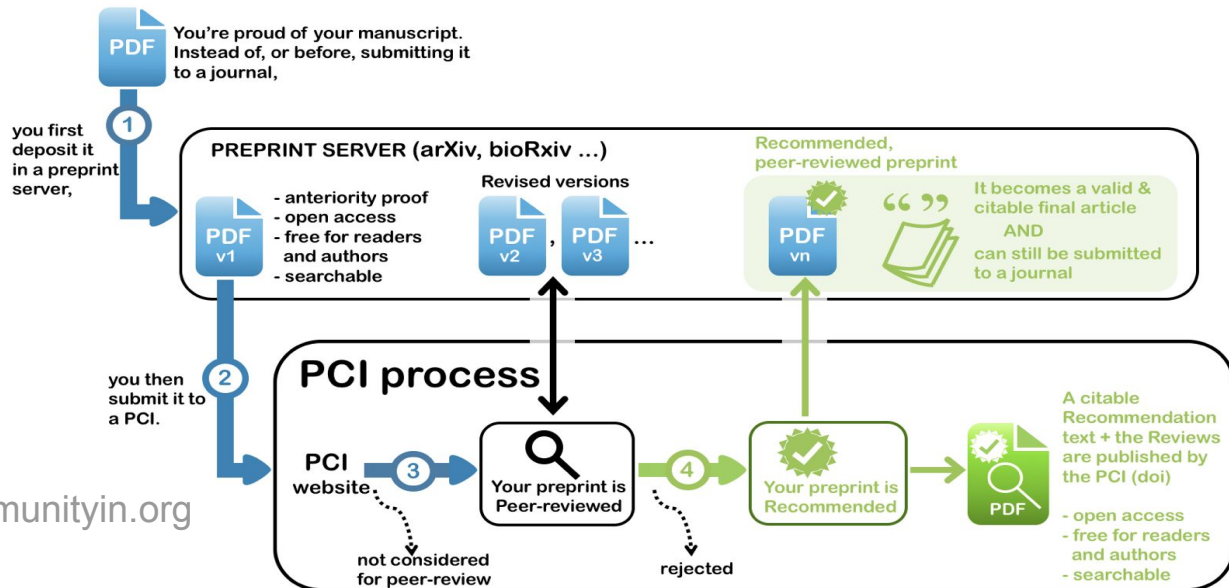 PDF
You're proud of your manuscript.
Instead of, or before, submitting it
to a journal,
1
you first
deposit it
in a preprint
server,
PREPRINT SERVER (arXiv, bioRxiv ...)
PDF
v1
- anteriority proof
- open access
- free for readers
and authors
- searchable
Revised versions
PDF
v2
,
PDF
v3
...
Recommended,
peer-reviewed preprint
PDF
vn
“ ”
It becomes a valid &
citable final article
AND
can still be submitted
to a journal
2
you then
submit it to
a PCI.
PCI process
PCI
website
3
not considered
for peer-review
Your preprint is
Peer-reviewed
4
rejected
Your preprint is
Recommended
PDF
A citable
Recommendation
text + the Reviews
are published by
the PCI (doi)
- open access
- free for readers
and authors
- searchable
munityin.org